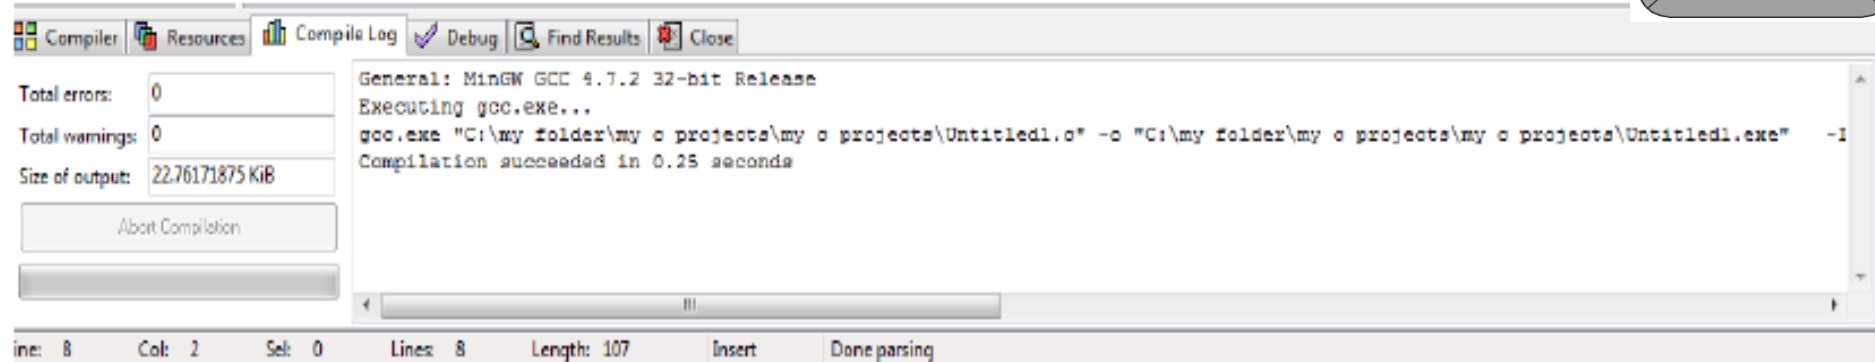 Compiler Resources Compile Log Debug Find Results Close
Total errors: 0
Total warnings: 0
Size of output: 22.76171875 KiB
Abort Compilation
General: MinGW GCC 4.7.2 32-bit Release
Executing gcc.exe...
gcc.exe "C:\my folder\my c projects\my c projects\Untitled1.c" -o "C:\my folder\my c projects\my c projects\Untitled1.exe" -I
Compilation succeeded in 0.25 seconds
ine: 8 Col: 2 Sel: 0 Lines: 8 Length: 107 Insert Done parsing